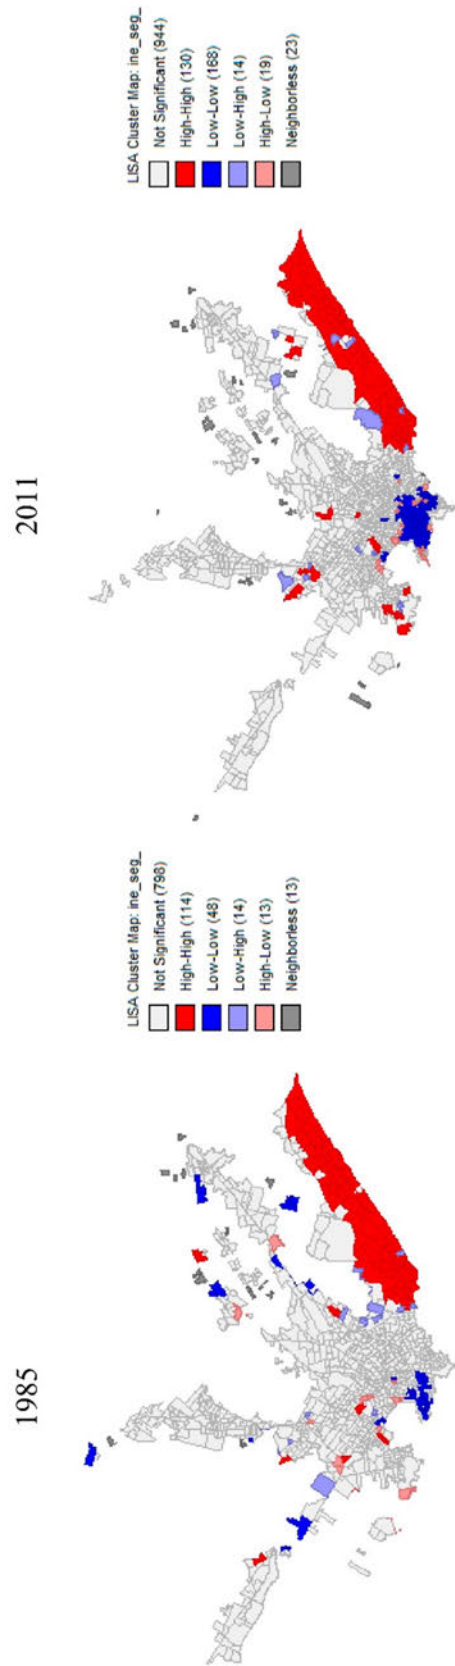 1985
LISA Cluster Map: ine_seg_
Not Significant (798)
High-High (114)
Low-Low (48)
Low-High (14)
High-Low (13)
Neighborless (13)
2011
LISA Cluster Map: ine_seg_
Not Significant (944)
High-High (130)
Low-Low (168)
Low-High (14)
High-Low (19)
Neighborless (23)